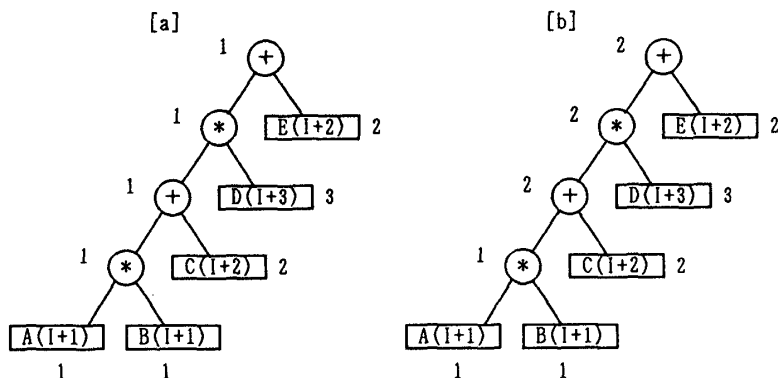 [a] [b]
1 + 2 +
1 * E(I+2) 2 2 * E(I+2) 2
1 + D(I+3) 3 2 + D(I+3) 3
1 * C(I+2) 2 1 * C(I+2) 2
A(I+1) B(I+1) A(I+1) B(I+1)
1 1 1 1